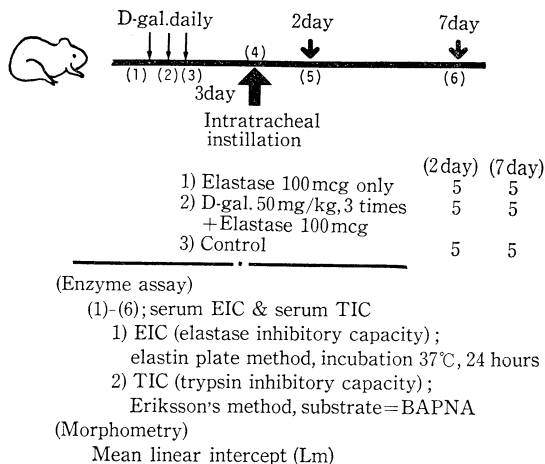 D-gal.daily 2day 7day
(1) (2) (3) (4) (5) (6)
3day
Intratracheal
instillation
(2day) (7day)
1) Elastase 100mcg only 5 5
2) D-gal. 50mg/kg, 3 times 5 5
+Elastase 100mcg
3) Control 5 5
(Enzyme assay)
(1)-(6); serum EIC & serum TIC
1) EIC (elastase inhibitory capacity) ;
elastin plate method, incubation 37℃, 24 hours
2) TIC (trypsin inhibitory capacity) ;
Eriksson's method, substrate=BAPNA
(Morphometry)
Mean linear intercept (Lm)